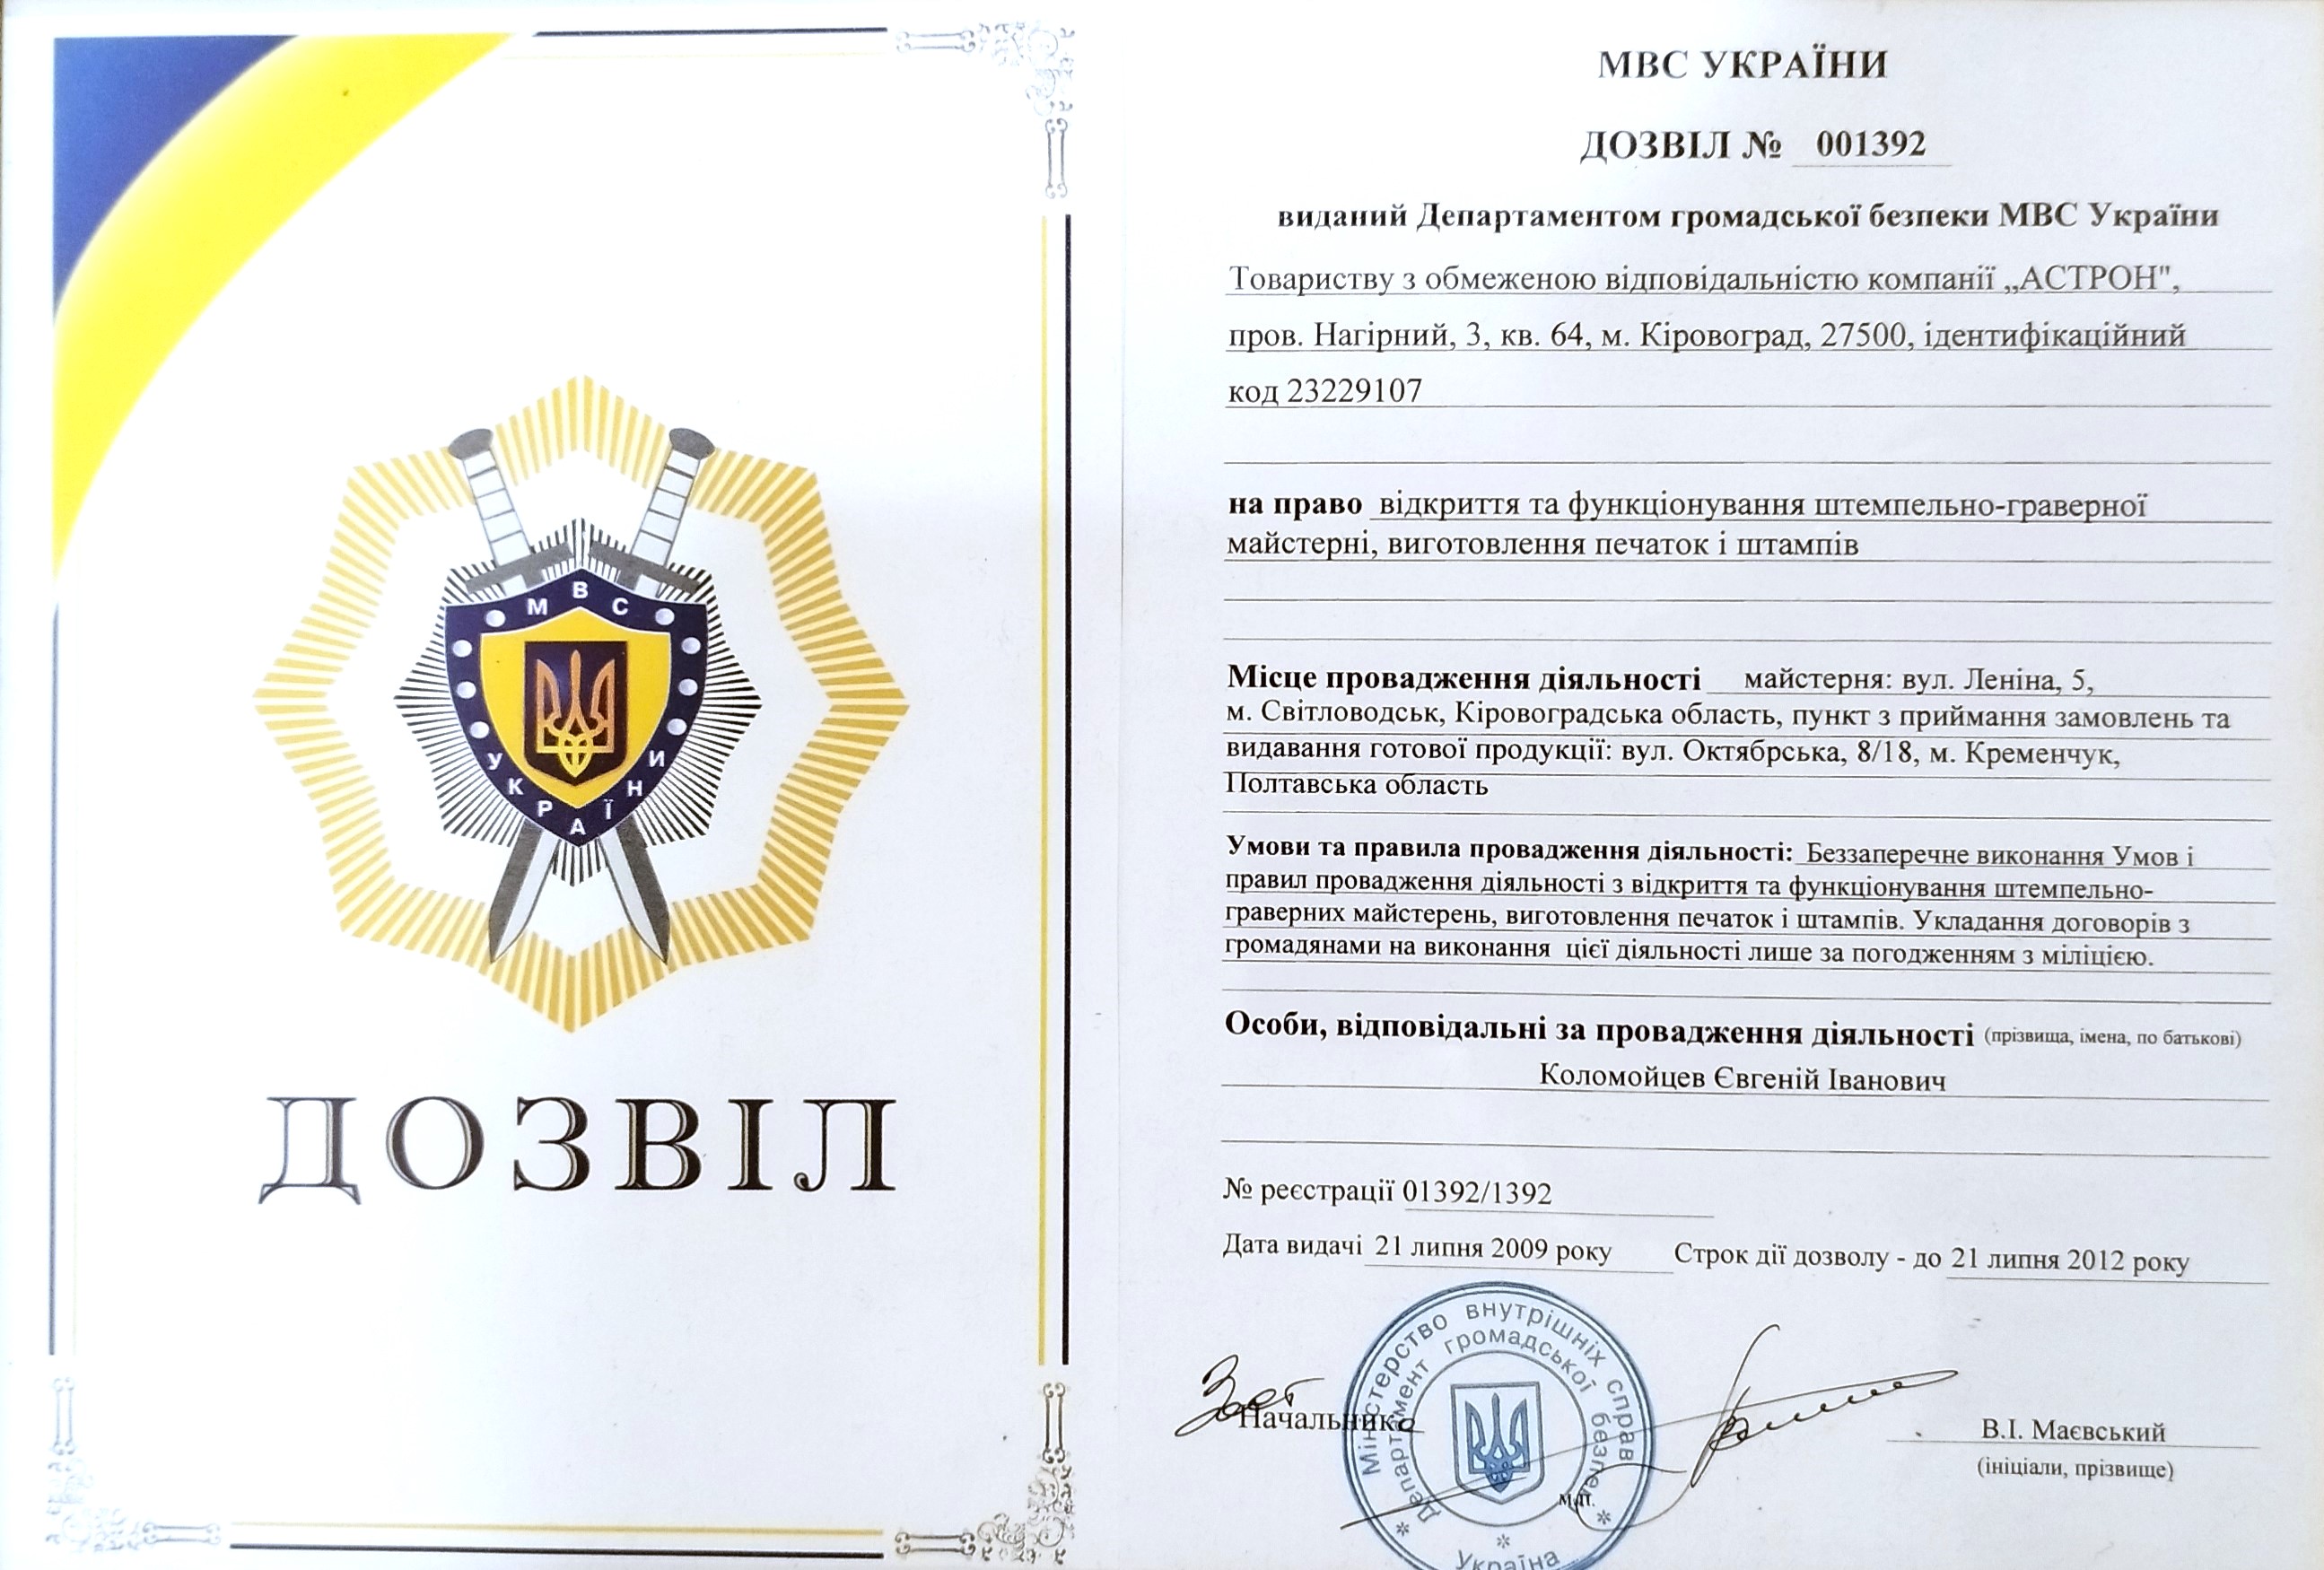 МВС
УКРАЇНИ
ДОЗВІЛ
МВС УКРАЇНИ
ДОЗВІЛ № 001392
виданий Департаментом громадської безпеки МВС України
Товариству з обмеженою відповідальністю компанії „АСТРОН",
пров. Нагірний, 3, кв. 64, м. Кіровоград, 27500, ідентифікаційний
код 23229107
на право відкриття та функціонування штемпельно-граверної
майстерні, виготовлення печаток і штампів
Місце провадження діяльності майстерня: вул. Леніна, 5,
м. Світловодськ, Кіровоградська область, пункт з приймання замовлень та
видавання готової продукції: вул. Октябрська, 8/18, м. Кременчук,
Полтавська область
Умови та правила провадження діяльності: Беззаперечне виконання Умов і
правил провадження діяльності з відкриття та функціонування штемпельно-
граверних майстерень, виготовлення печаток і штампів. Укладання договорів з
громадянами на виконання цієї діяльності лише за погодженням з міліцією.
Особи, відповідальні за провадження діяльності (прізвища, імена, по батькові)
Коломойцев Євгеній Іванович
№ реєстрації 01392/1392
Дата видачі 21 липня 2009 року Строк дії дозволу - до 21 липня 2012 року
Міністерство внутрішніх справ
Департамент громадської безпеки
Україна
Начальник
м.п.
В.І. Маєвський
(ініціали, прізвище)